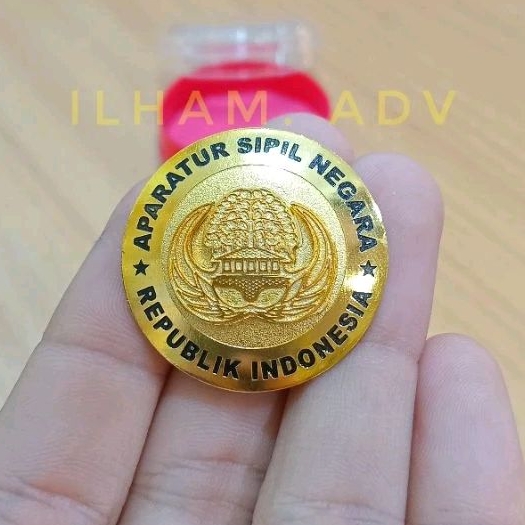 ILHAM. ADV
APARATUR SIPIL NEGARA
★ REPUBLIK INDONESIA ★